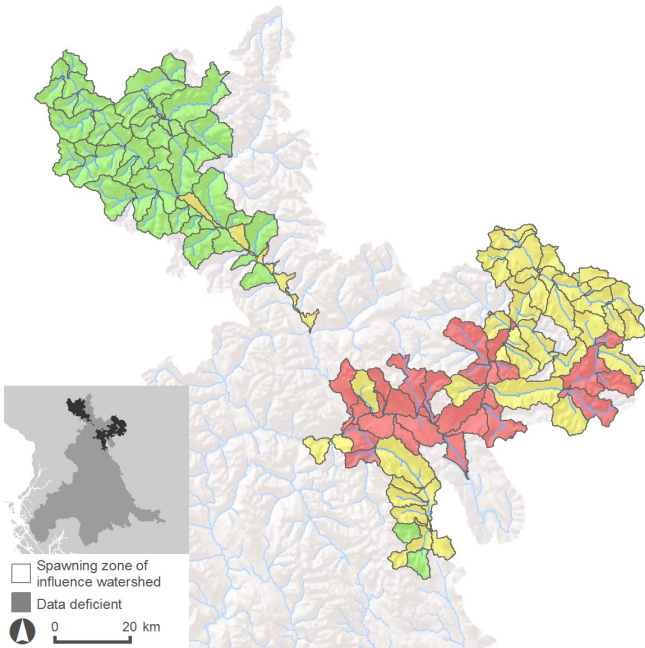 Spawning zone of
influence watershed
Data deficient
0 20 km